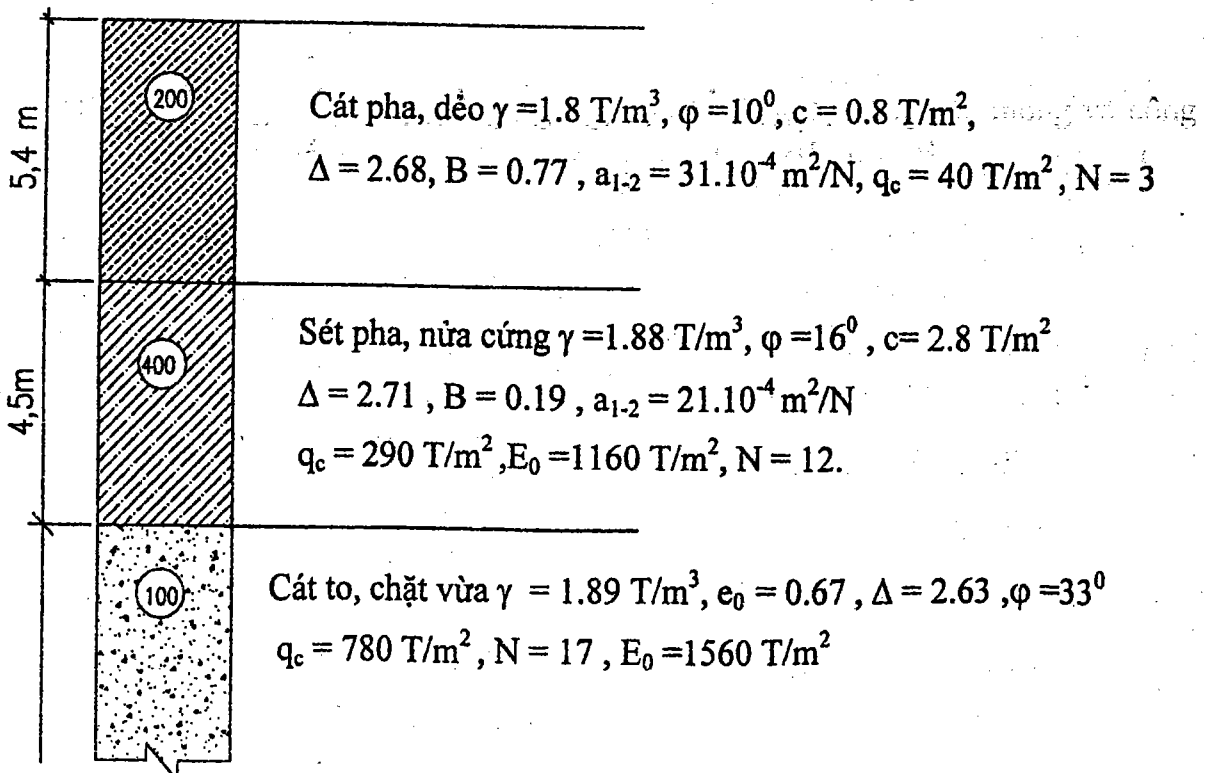 5,4 m
200
Cát pha, dẻo γ =1.8 T/m³, φ =10⁰, c = 0.8 T/m²,
Δ = 2.68, B = 0.77 , a₁₋₂ = 31.10⁻⁴ m²/N, q꜀ = 40 T/m² , N = 3
4,5m
400
Sét pha, nửa cứng γ =1.88 T/m³, φ =16⁰ , c= 2.8 T/m²
Δ = 2.71 , B = 0.19 , a₁₋₂ = 21.10⁻⁴ m²/N
q꜀ = 290 T/m² ,E₀ =1160 T/m², N = 12.
100
Cát to, chặt vừa γ = 1.89 T/m³, e₀ = 0.67 , Δ = 2.63 ,φ =33⁰
q꜀ = 780 T/m² , N = 17 , E₀ =1560 T/m²